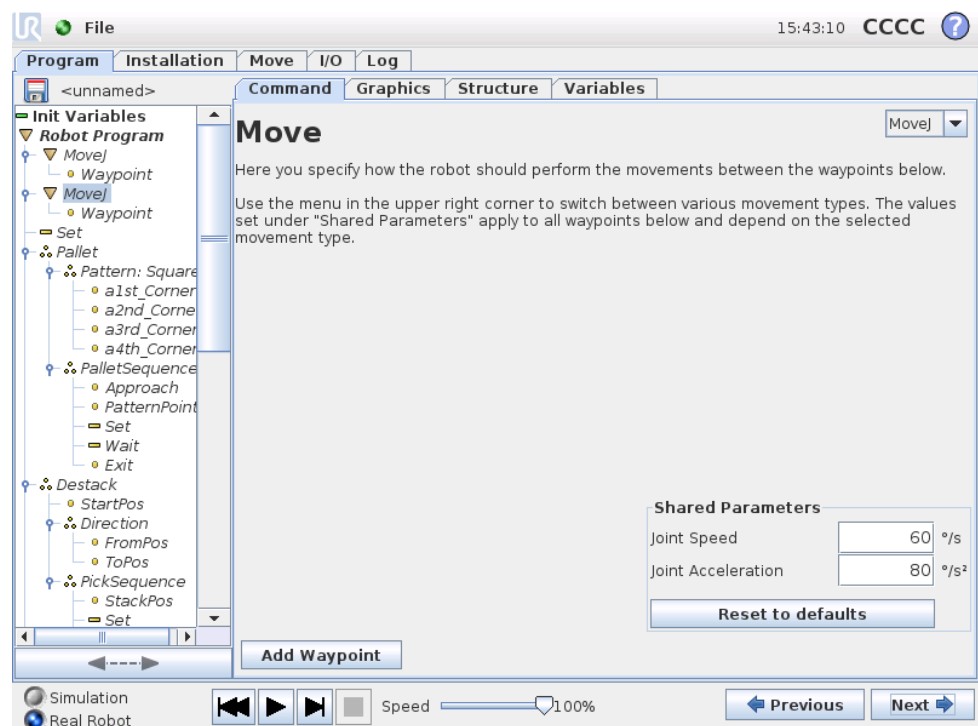 UR File 15:43:10 CCCC ?
Program Installation Move I/O Log
<unnamed> Command Graphics Structure Variables
Init Variables
Robot Program
MoveJ
Waypoint
MoveJ
Waypoint
Set
Pallet
Pattern: Square
a1st_Corner
a2nd_Corne
a3rd_Corner
a4th_Corner
PalletSequence
Approach
PatternPoint
Set
Wait
Exit
Destack
StartPos
Direction
FromPos
ToPos
PickSequence
StackPos
Set
Move MoveJ
Here you specify how the robot should perform the movements between the waypoints below.
Use the menu in the upper right corner to switch between various movement types. The values
set under "Shared Parameters" apply to all waypoints below and depend on the selected
movement type.
Shared Parameters
Joint Speed 60 °/s
Joint Acceleration 80 °/s²
Reset to defaults
Add Waypoint
Simulation
Real Robot
Speed 100%
Previous Next